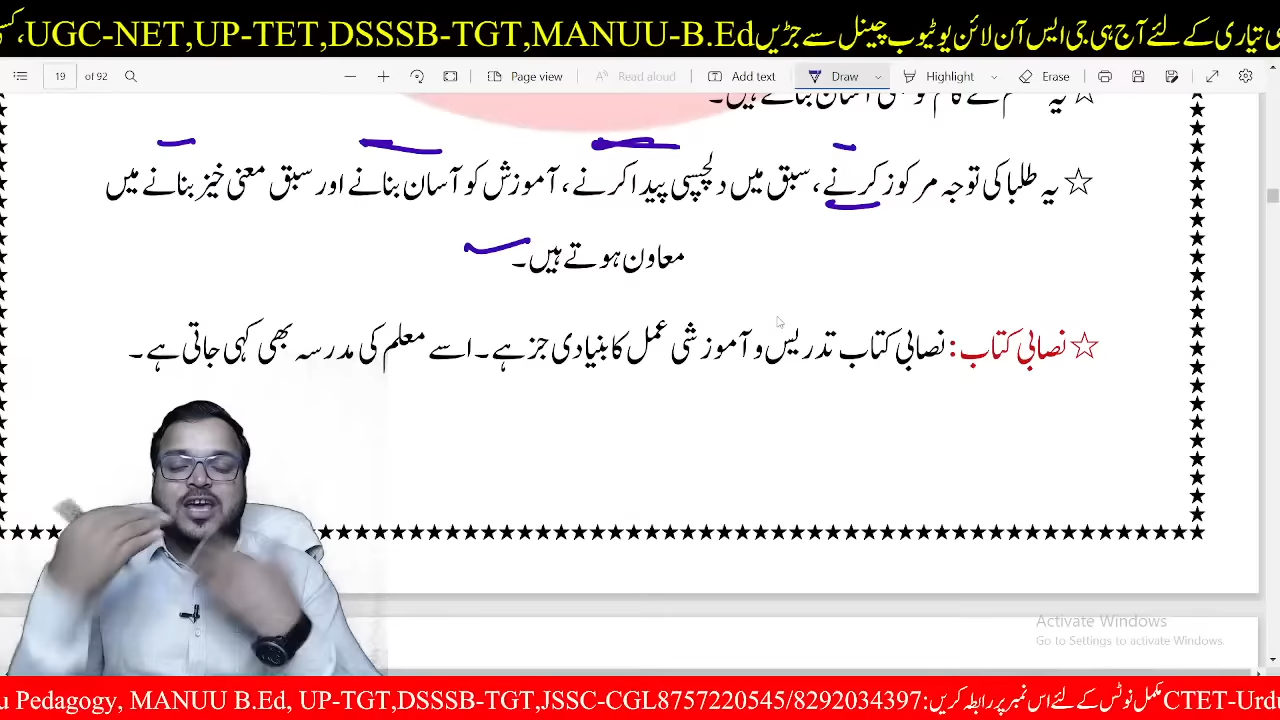 ی تیاری کے لئے آج ہی جی ایس آن لائن یوٹیوب چینل سے جڑیں UGC-NET,UP-TET,DSSSB-TGT,MANUU-B.Ed،
19 of 92 Page view Read aloud Add text Draw Highlight Erase
☆ یہ طلبا کی توجہ مرکوز کرنے ، سبق میں دلچسپی پیدا کرنے ، آموزش کو آسان بنانے اور سبق معنی خیز بنانے میں
معاون ہوتے ہیں۔
☆ نصابی کتاب : نصابی کتاب تدریس و آموزشی عمل کا بنیادی جز ہے۔ اسے معلم کی مدرسہ بھی کہی جاتی ہے۔
Activate Windows
Go to Settings to activate Windows.
u Pedagogy, MANUU B.Ed, UP-TGT,DSSSB-TGT,JSSC-CGL مکمل نوٹس کے لئے اس نمبر پر رابطہ کریں:8757220545/8292034397 CTET-Urdu